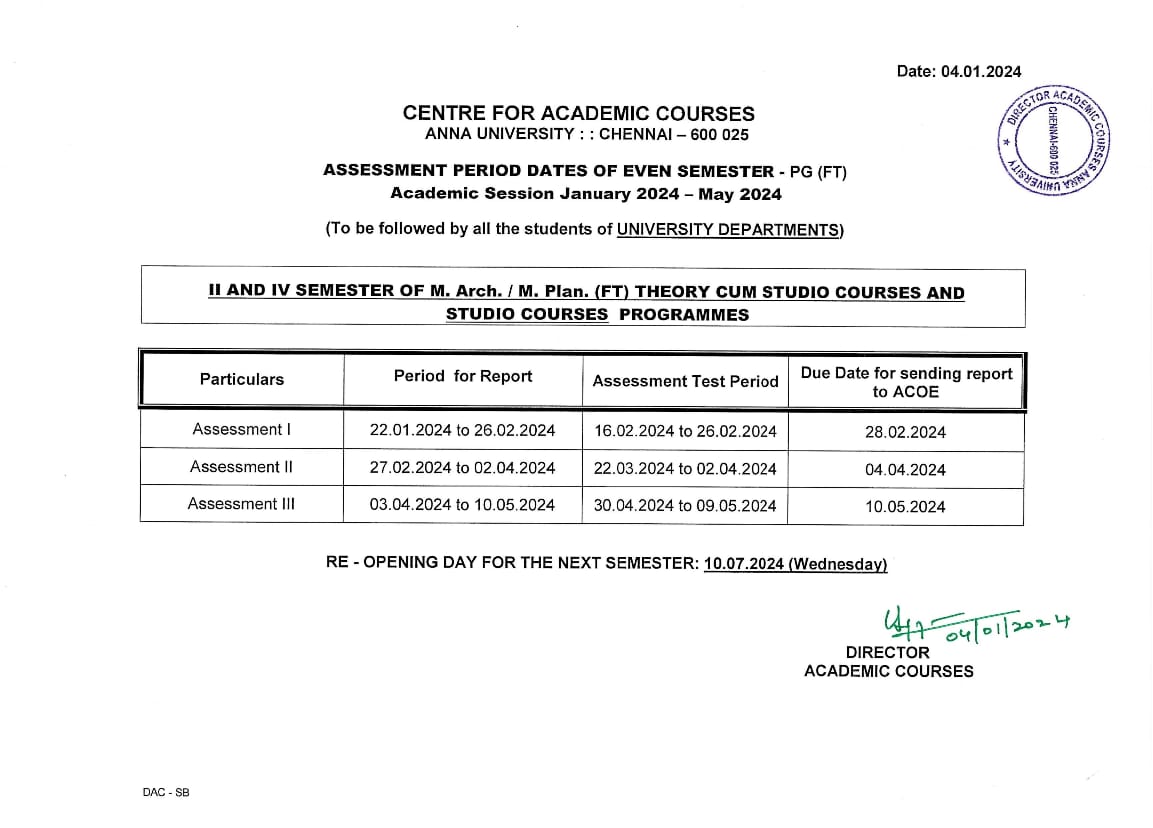 Date: 04.01.2024
DIRECTOR ACADEMIC COURSES ANNA UNIVERSITY ★
CHENNAI-600 025
CENTRE FOR ACADEMIC COURSES
ANNA UNIVERSITY : : CHENNAI – 600 025
ASSESSMENT PERIOD DATES OF EVEN SEMESTER - PG (FT)
Academic Session January 2024 – May 2024
(To be followed by all the students of UNIVERSITY DEPARTMENTS)
II AND IV SEMESTER OF M. Arch. / M. Plan. (FT) THEORY CUM STUDIO COURSES AND
STUDIO COURSES PROGRAMMES
Particulars Period for Report Assessment Test Period Due Date for sending report
to ACOE
Assessment I 22.01.2024 to 26.02.2024 16.02.2024 to 26.02.2024 28.02.2024
Assessment II 27.02.2024 to 02.04.2024 22.03.2024 to 02.04.2024 04.04.2024
Assessment III 03.04.2024 to 10.05.2024 30.04.2024 to 09.05.2024 10.05.2024
RE - OPENING DAY FOR THE NEXT SEMESTER: 10.07.2024 (Wednesday)
04/01/2024
DIRECTOR
ACADEMIC COURSES
DAC - SB